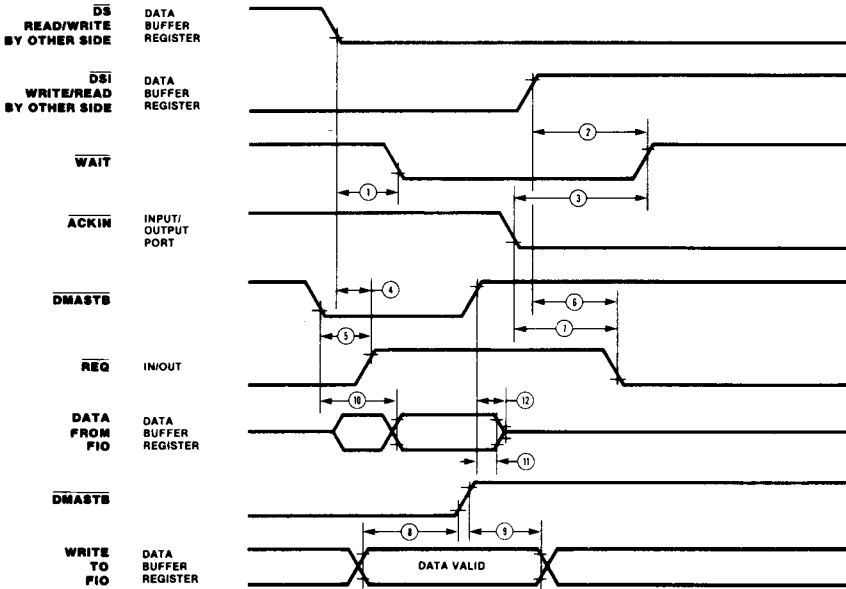 DS DATA
READ/WRITE BUFFER
BY OTHER SIDE REGISTER
DSI DATA
WRITE/READ BUFFER
BY OTHER SIDE REGISTER
2
WAIT
1
3
ACKIN INPUT/
OUTPUT
PORT
4
DMASTB
6
7
5
REQ IN/OUT
10
12
DATA DATA
FROM BUFFER
FIO REGISTER
11
DMASTB
8
9
WRITE DATA
TO BUFFER DATA VALID
FIO REGISTER